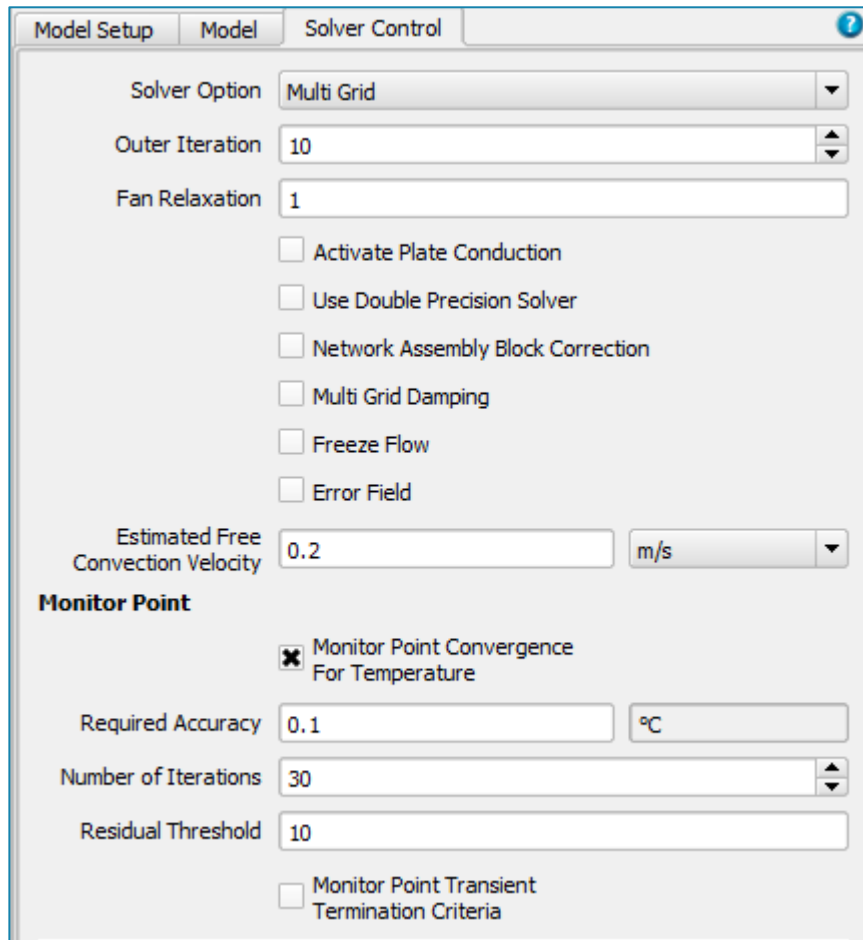 Model Setup Model Solver Control ?
Solver Option Multi Grid
Outer Iteration 10
Fan Relaxation 1
Activate Plate Conduction
Use Double Precision Solver
Network Assembly Block Correction
Multi Grid Damping
Freeze Flow
Error Field
Estimated Free
Convection Velocity 0.2 m/s
Monitor Point
Monitor Point Convergence
For Temperature
Required Accuracy 0.1 °C
Number of Iterations 30
Residual Threshold 10
Monitor Point Transient
Termination Criteria